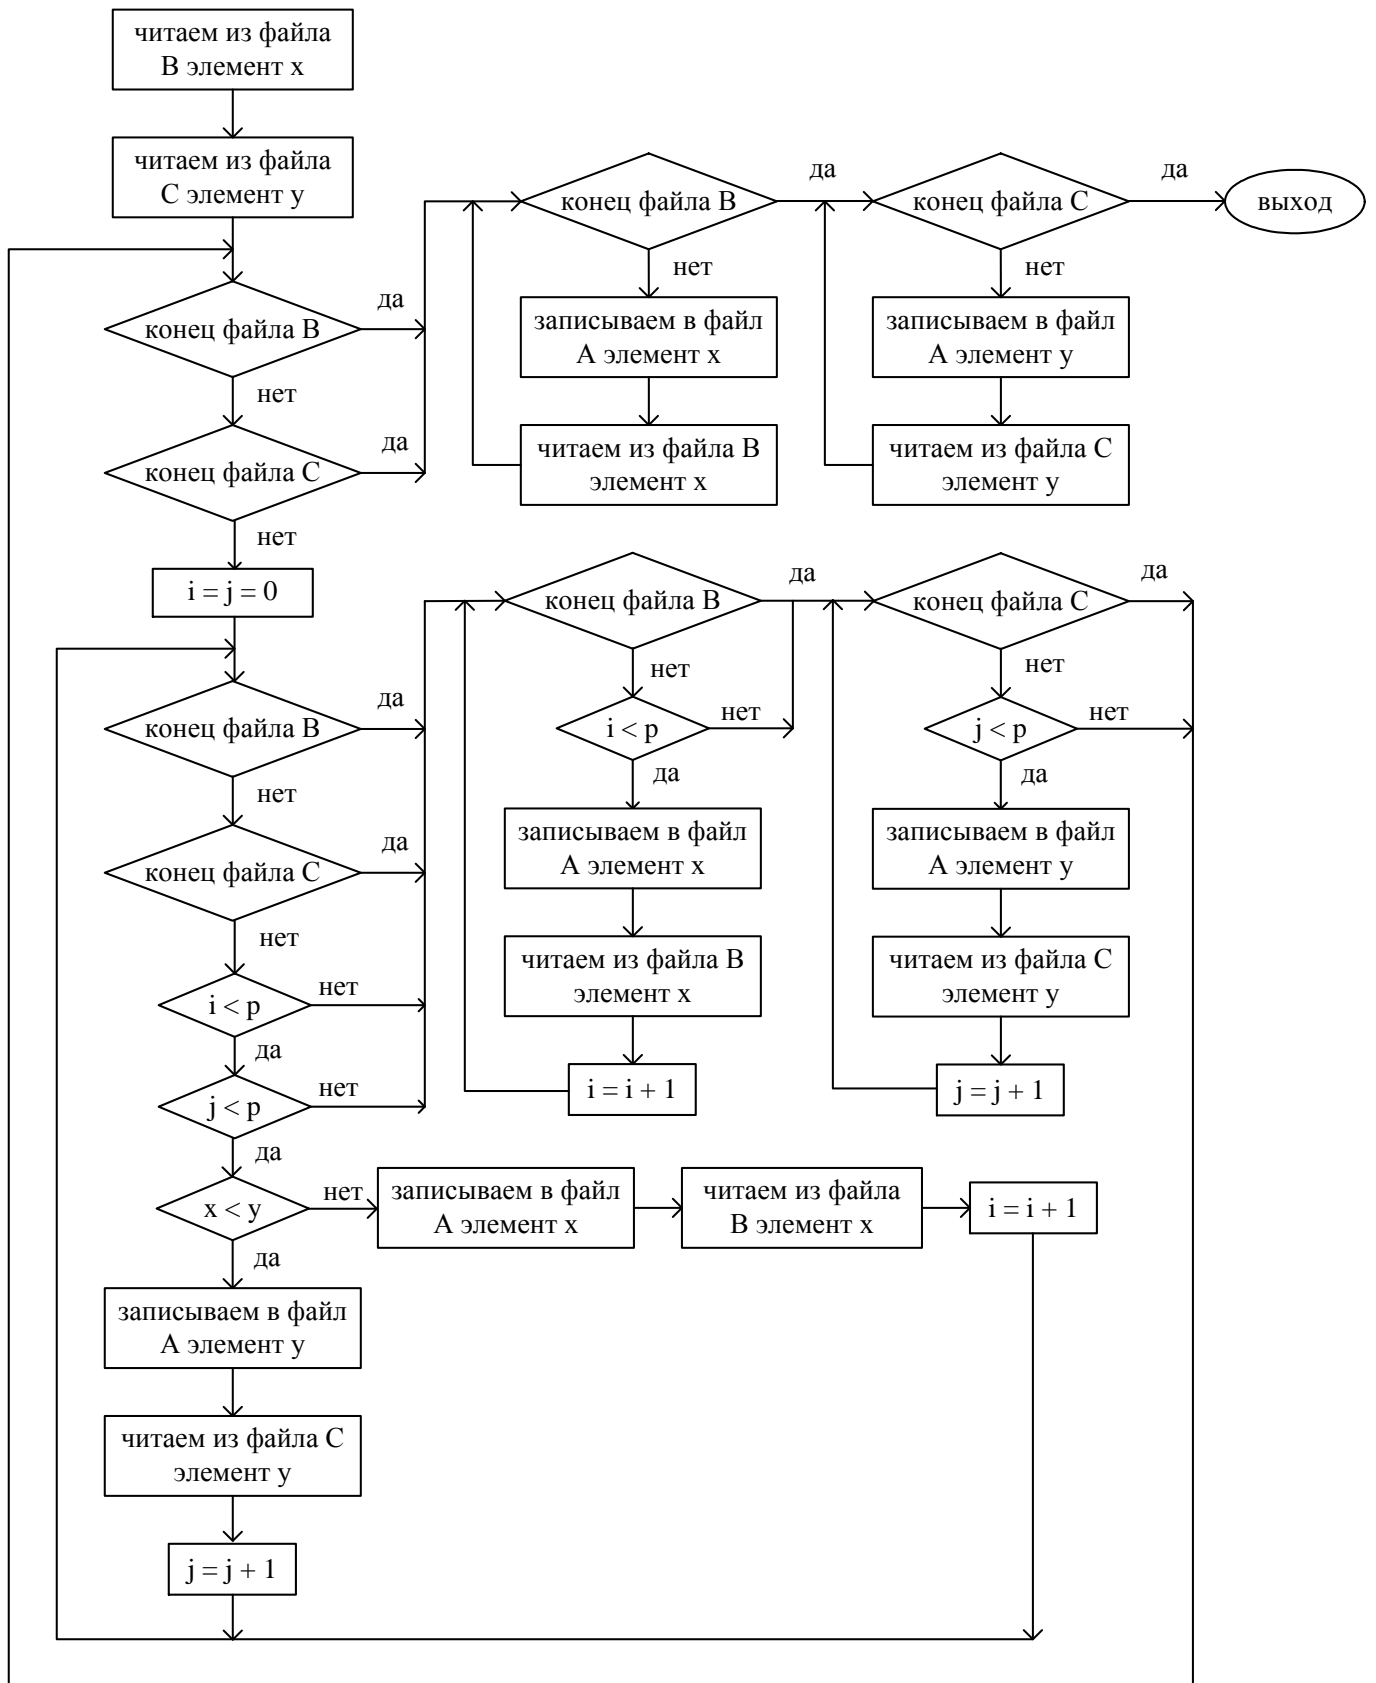 читаем из файла
B элемент x
читаем из файла
C элемент y
конец файла B
да
конец файла C
да
выход
нет
нет
да
конец файла B
записываем в файл
A элемент x
записываем в файл
A элемент y
нет
да
конец файла C
читаем из файла B
элемент x
читаем из файла C
элемент y
нет
i = j = 0
конец файла B
да
конец файла C
да
нет
нет
да
конец файла B
i < p
нет
j < p
нет
да
да
нет
да
конец файла C
записываем в файл
A элемент x
записываем в файл
A элемент y
нет
читаем из файла B
элемент x
читаем из файла C
элемент y
i < p
нет
да
j < p
нет
i = i + 1
j = j + 1
да
x < y
нет
записываем в файл
A элемент x
читаем из файла
B элемент x
i = i + 1
да
записываем в файл
A элемент y
читаем из файла C
элемент y
j = j + 1